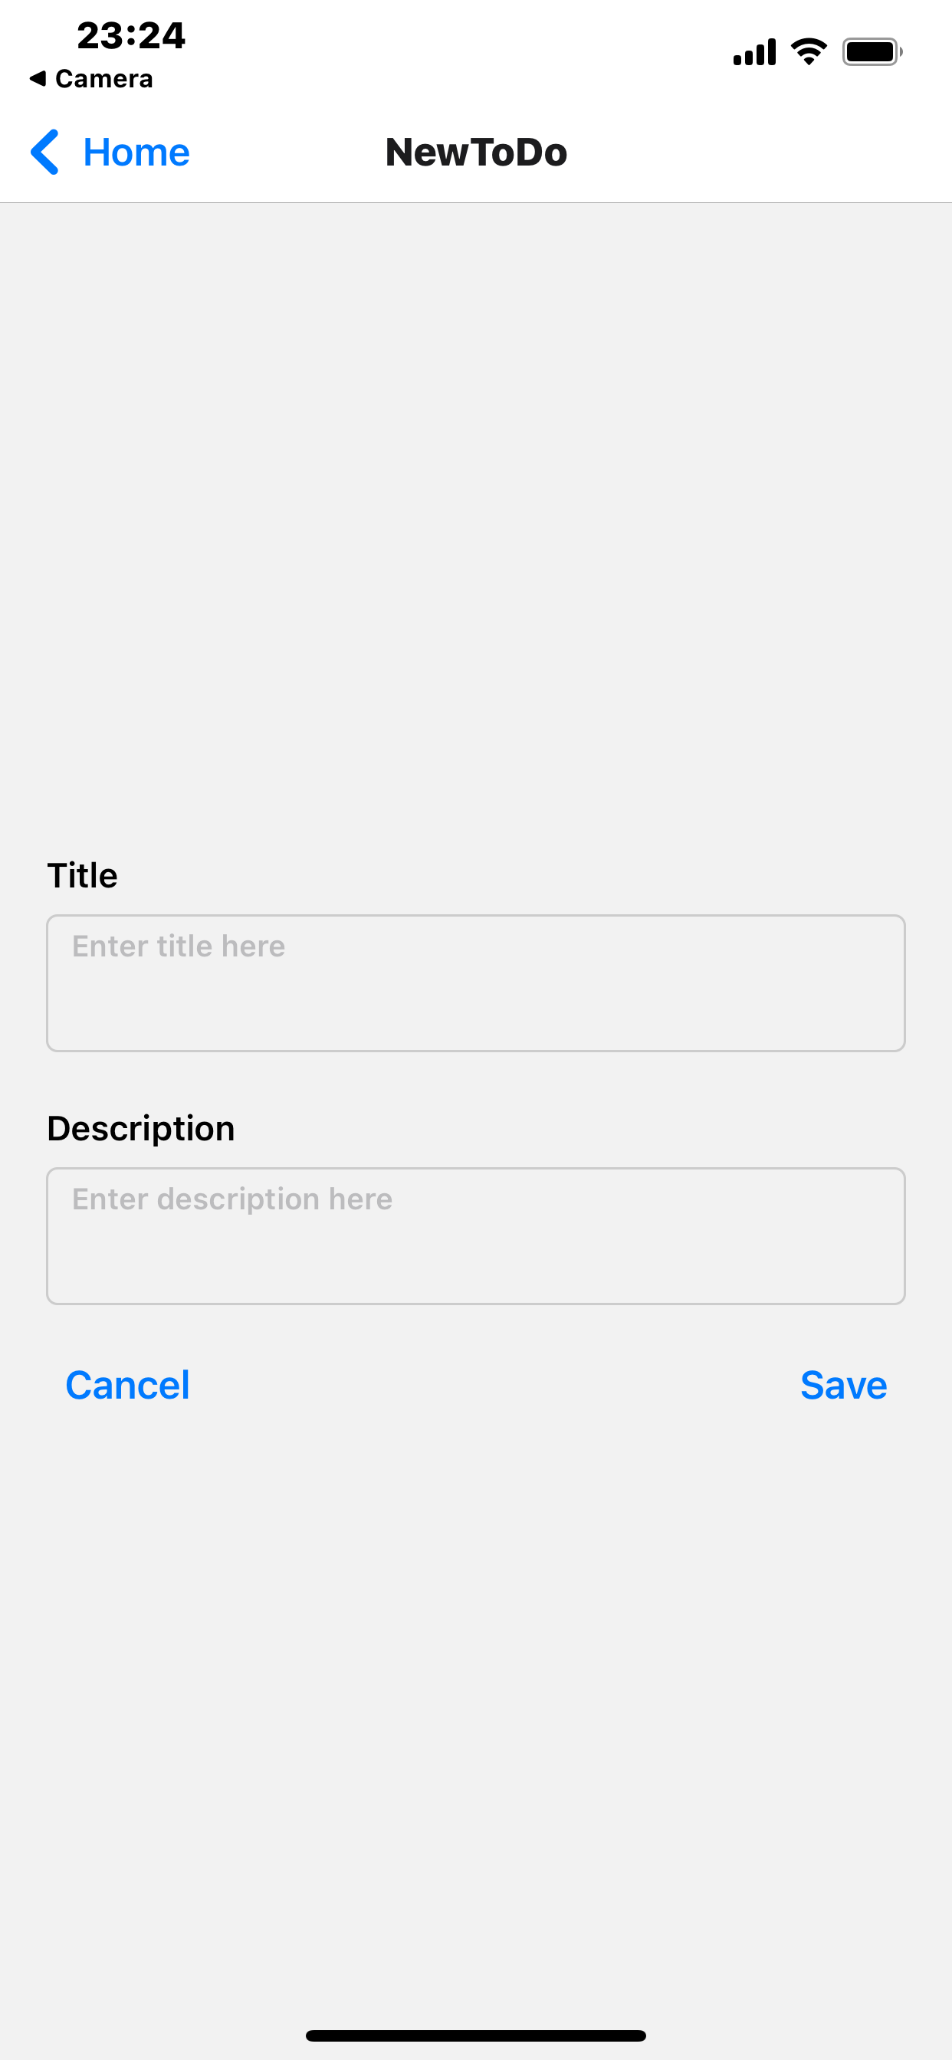 23:24
◀ Camera
Home
NewToDo
Title
Enter title here
Description
Enter description here
Cancel
Save